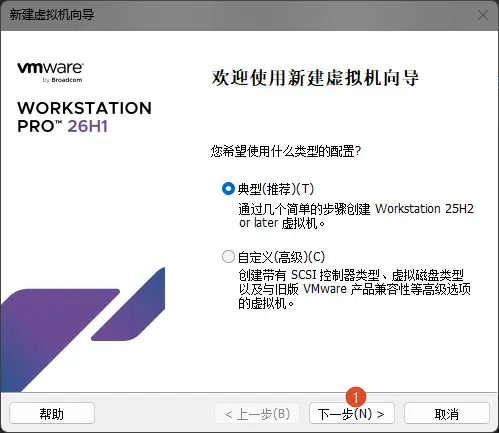 新建虚拟机向导
vmware
by Broadcom
WORKSTATION
PRO™ 26H1
欢迎使用新建虚拟机向导
您希望使用什么类型的配置?
典型(推荐)(T)
通过几个简单的步骤创建 Workstation 25H2
or later 虚拟机。
自定义(高级)(C)
创建带有 SCSI 控制器类型、虚拟磁盘类型
以及与旧版 VMware 产品兼容性等高级选项
的虚拟机。
1
帮助
< 上一步(B)
下一步(N) >
取消